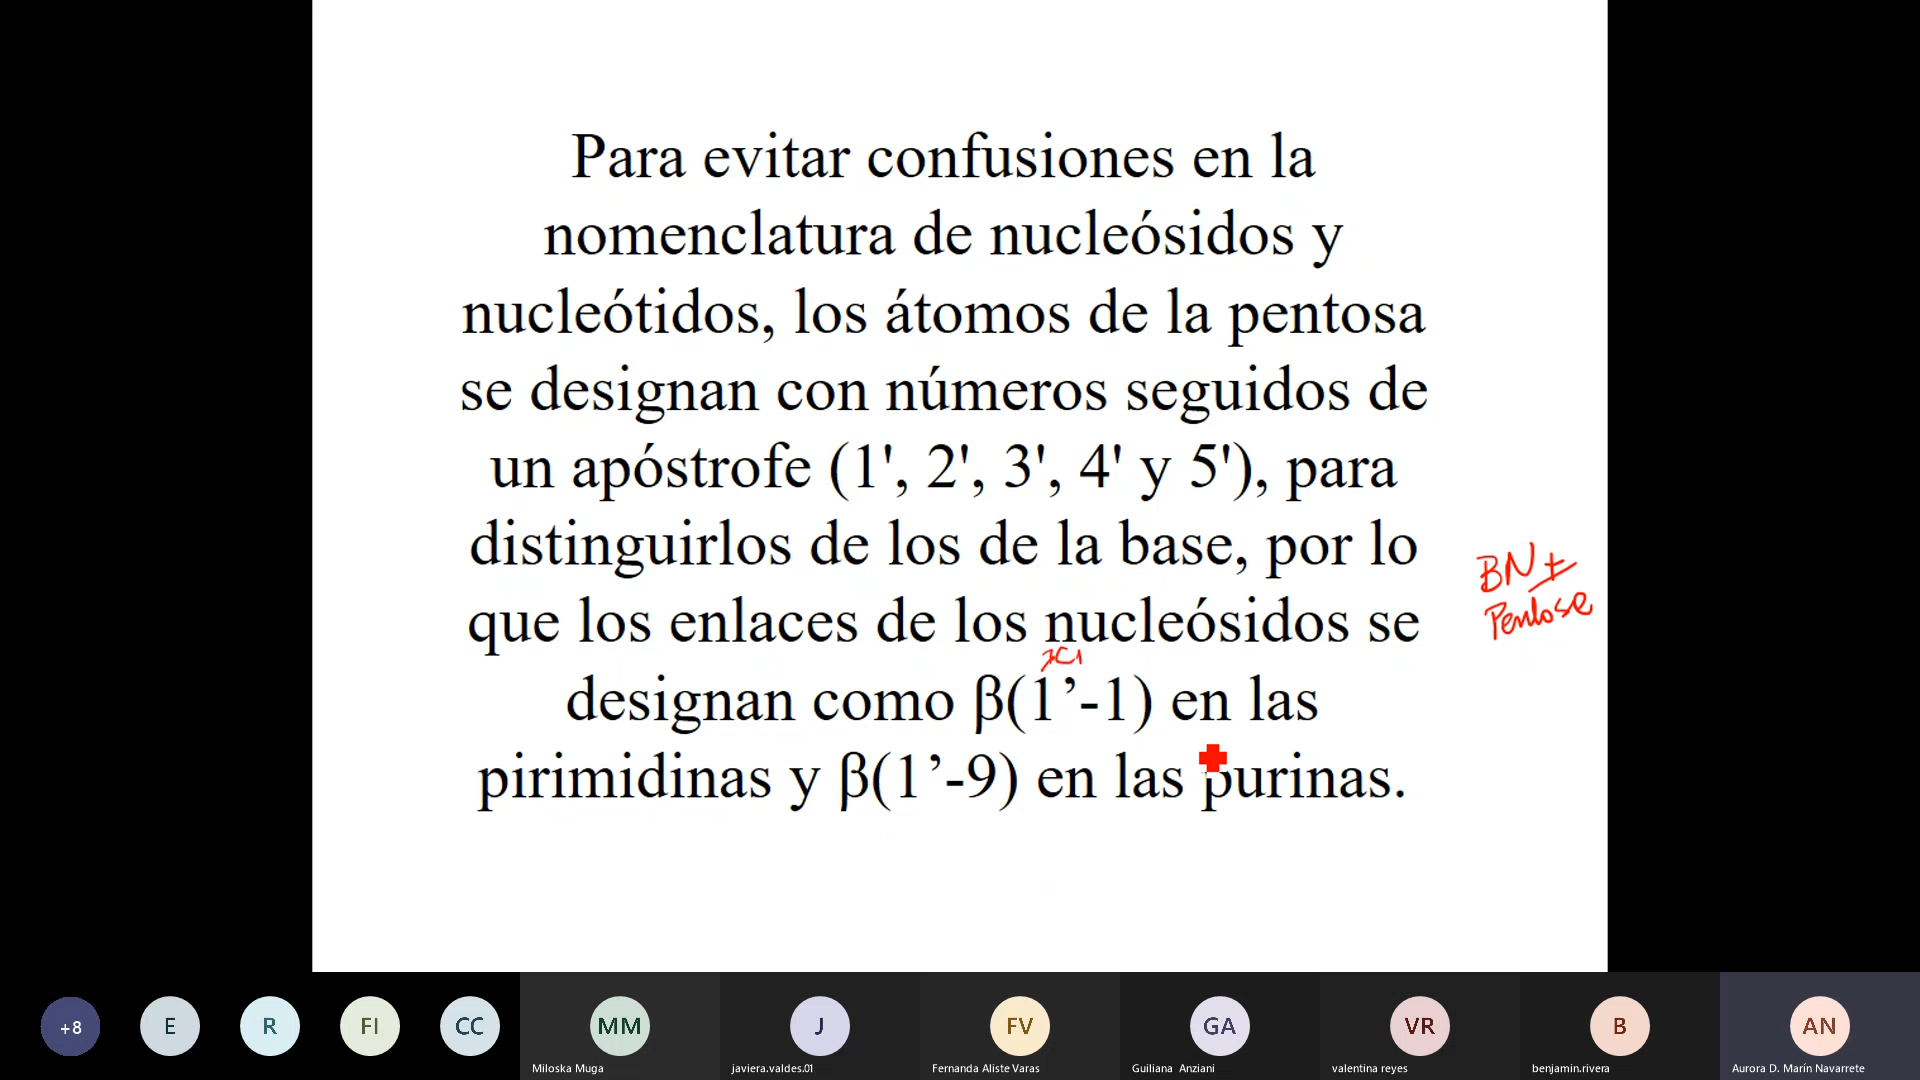 Para evitar confusiones en la
nomenclatura de nucleósidos y
nucleótidos, los átomos de la pentosa
se designan con números seguidos de
un apóstrofe (1', 2', 3', 4' y 5'), para
distinguirlos de los de la base, por lo
que los enlaces de los nucleósidos se
designan como β(1’-1) en las
pirimidinas y β(1’-9) en las purinas.
BN +
Pentose
+8
E
R
FI
CC
MM
J
FV
GA
VR
B
AN
Miloska Muga
javiera.valdes.01
Fernanda Aliste Varas
Guiliana Anziani
valentina reyes
benjamin.rivera
Aurora D. Marín Navarrete